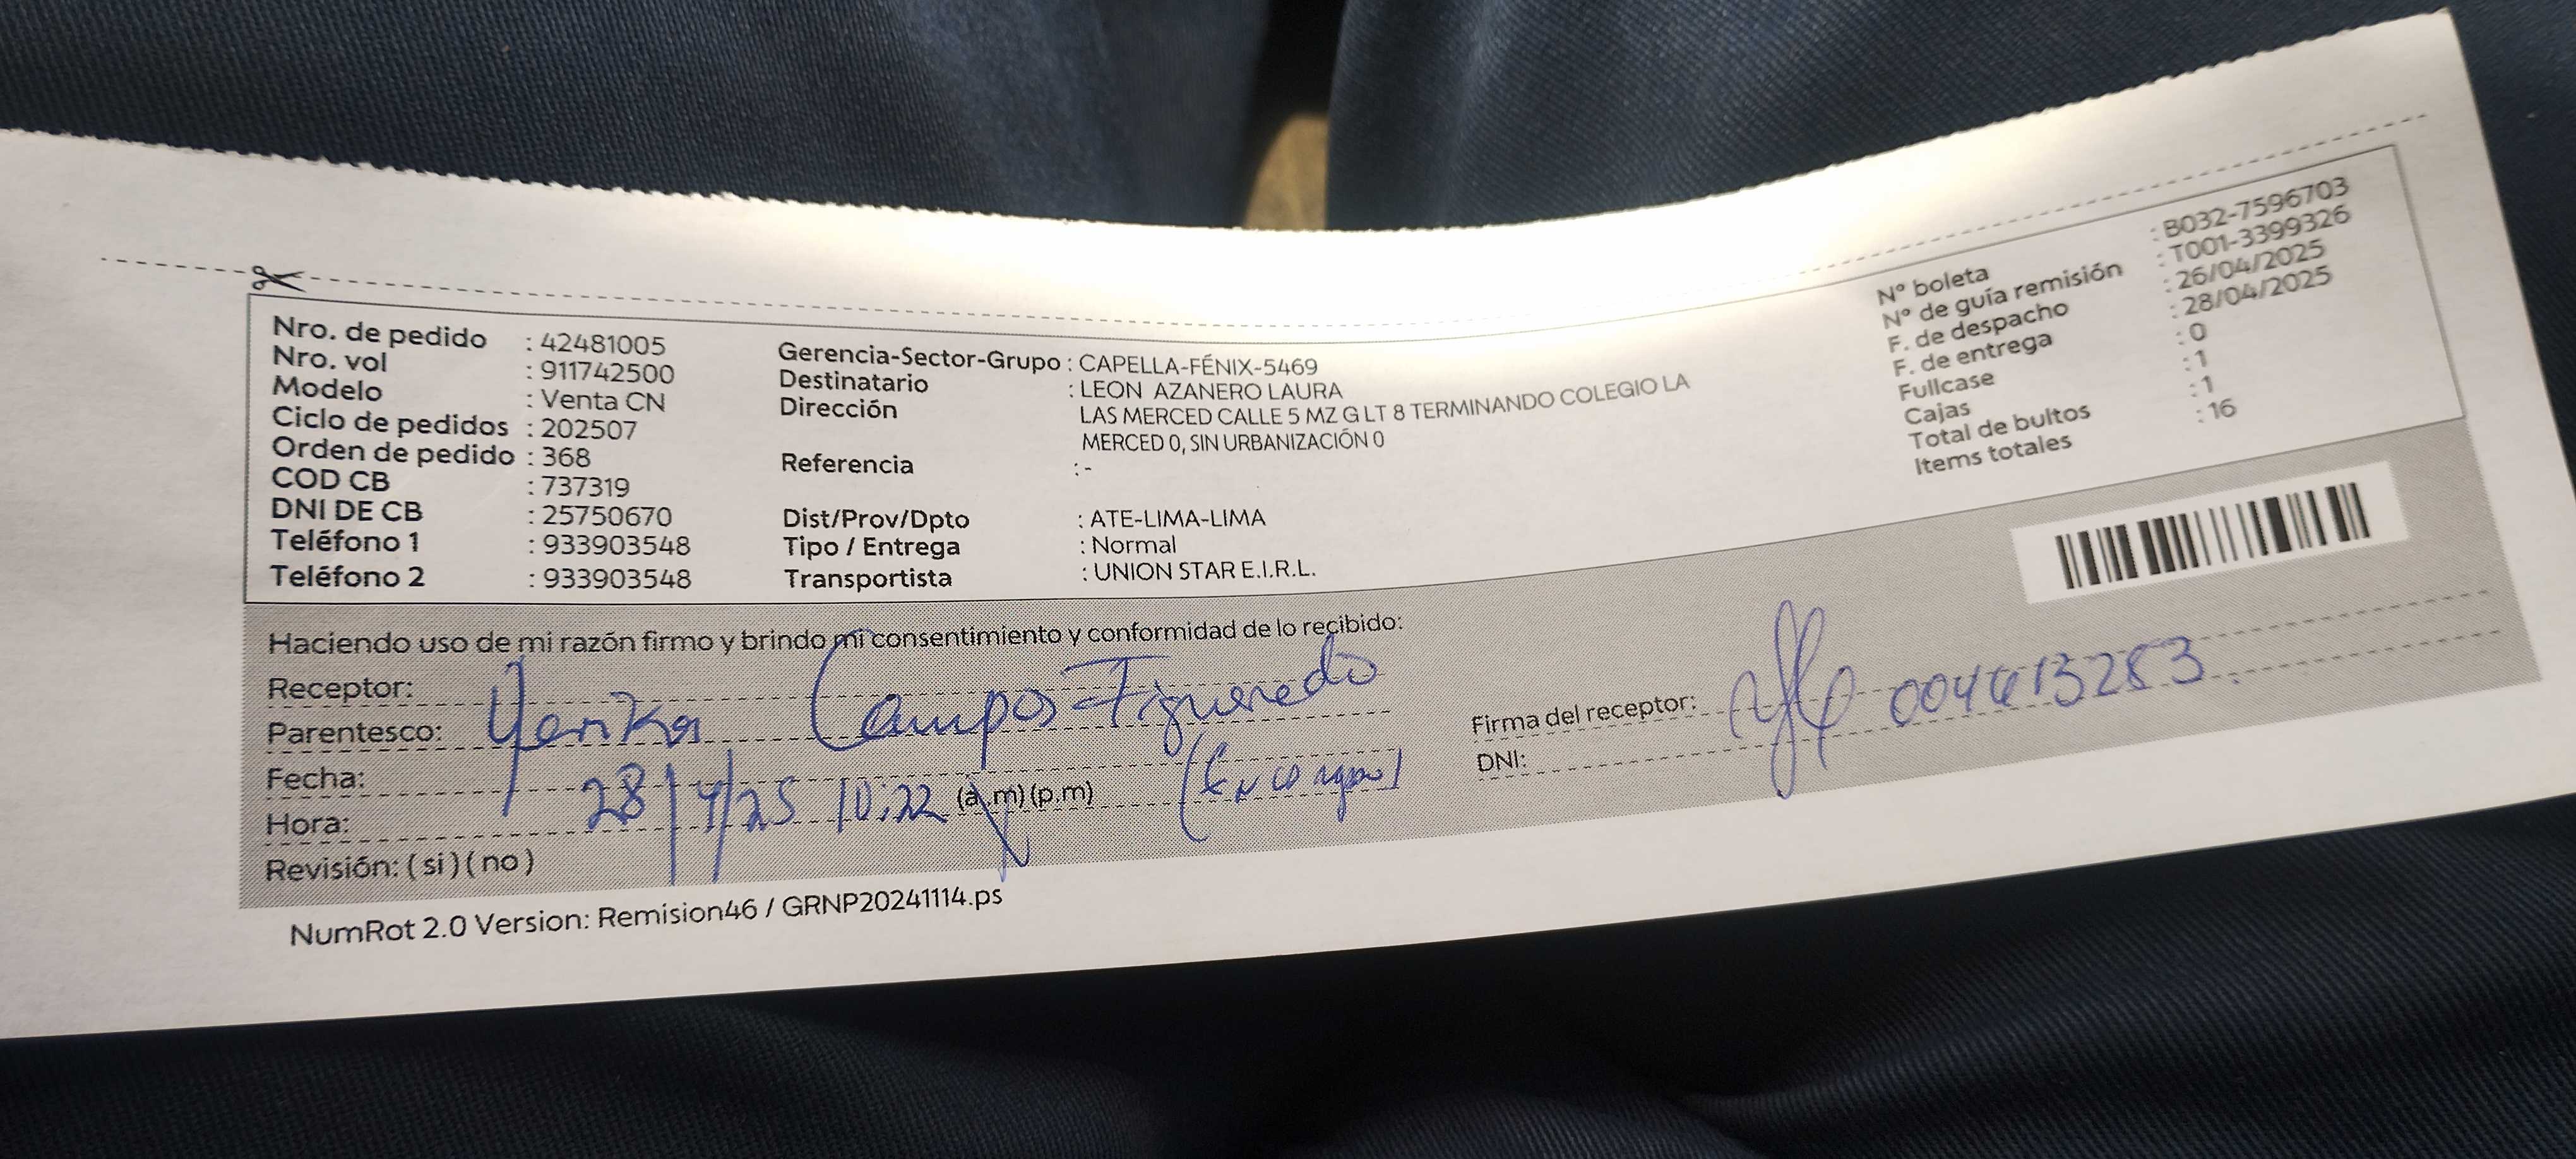 Nro. de pedido : 42481005
Nro. vol : 911742500
Modelo : Venta CN
Ciclo de pedidos : 202507
Orden de pedido : 368
COD CB : 737319
DNI DE CB : 25750670
Teléfono 1 : 933903548
Teléfono 2 : 933903548
Gerencia-Sector-Grupo : CAPELLA-FÉNIX-5469
Destinatario : LEON AZANERO LAURA
Dirección LAS MERCED CALLE 5 MZ G LT 8 TERMINANDO COLEGIO LA
MERCED 0, SIN URBANIZACIÓN 0
Referencia : -
Dist/Prov/Dpto : ATE-LIMA-LIMA
Tipo / Entrega : Normal
Transportista : UNION STAR E.I.R.L.
N° boleta : B032-7596703
N° de guía remisión : T001-3399326
F. de despacho : 26/04/2025
F. de entrega : 28/04/2025
Fullcase : 0
Cajas : 1
Total de bultos : 1
Items totales : 16
Haciendo uso de mi razón firmo y brindo mi consentimiento y conformidad de lo recibido:
Receptor:
Parentesco: Yenka Campos Figueredo
Fecha:
Hora: 28/4/25 10:22 (a.m)(p.m)
Revisión: (si)(no)
Firma del receptor:
DNI:
NumRot 2.0 Version: Remision46 / GRNP20241114.ps